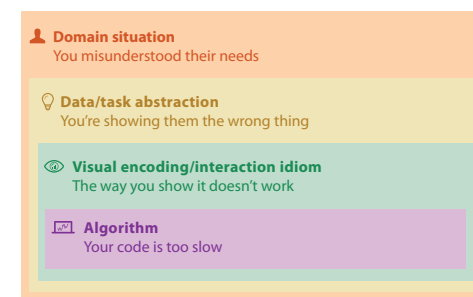 Domain situation
You misunderstood their needs
Data/task abstraction
You're showing them the wrong thing
Visual encoding/interaction idiom
The way you show it doesn't work
Algorithm
Your code is too slow